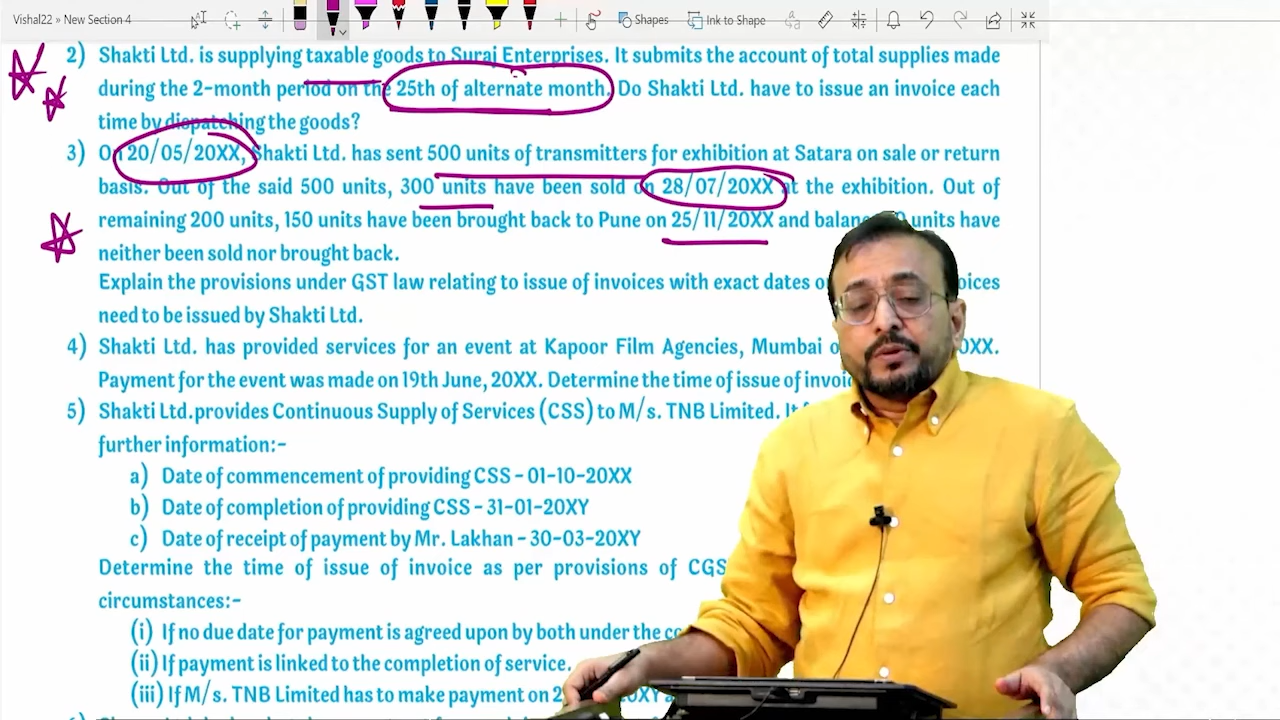 Vishal22 » New Section 4
Shapes
Ink to Shape
2) Shakti Ltd. is supplying taxable goods to Suraj Enterprises. It submits the account of total supplies made
during the 2-month period on the 25th of alternate month. Do Shakti Ltd. have to issue an invoice each
time by dispatching the goods?
3) On 20/05/20XX, Shakti Ltd. has sent 500 units of transmitters for exhibition at Satara on sale or return
basis. Out of the said 500 units, 300 units have been sold on 28/07/20XX at the exhibition. Out of
remaining 200 units, 150 units have been brought back to Pune on 25/11/20XX and units have
neither been sold nor brought back.
Explain the provisions under GST law relating to issue of invoices with exact dates
need to be issued by Shakti Ltd.
4) Shakti Ltd. has provided services for an event at Kapoor Film Agencies, Mumbai
Payment for the event was made on 19th June, 20XX. Determine the time of issue of
5) Shakti Ltd.provides Continuous Supply of Services (CSS) to M/s. TNB Limited.
further information:-
a) Date of commencement of providing CSS - 01-10-20XX
b) Date of completion of providing CSS - 31-01-20XY
c) Date of receipt of payment by Mr. Lakhan - 30-03-20XY
Determine the time of issue of invoice as per provisions of
circumstances:-
(i) If no due date for payment is agreed upon by both under the
(ii) If payment is linked to the completion of service.
(iii) If M/s. TNB Limited has to make payment on